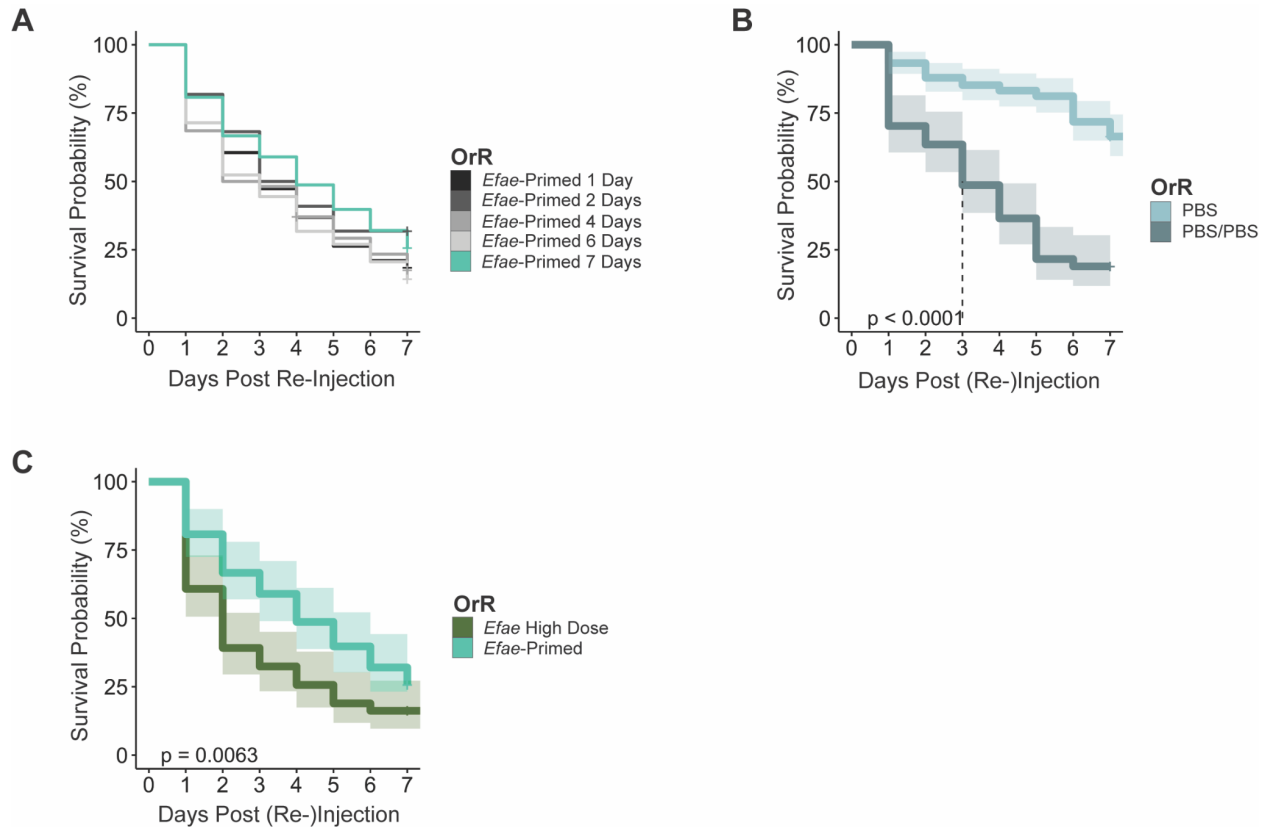 A
Survival Probability (%)
100
75
50
25
0
0 1 2 3 4 5 6 7
Days Post Re-Injection
OrR
Efae-Primed 1 Day
Efae-Primed 2 Days
Efae-Primed 4 Days
Efae-Primed 6 Days
Efae-Primed 7 Days
B
Survival Probability (%)
100
75
50
25
0
p < 0.0001
0 1 2 3 4 5 6 7
Days Post (Re-)Injection
OrR
PBS
PBS/PBS
C
Survival Probability (%)
100
75
50
25
0
p = 0.0063
0 1 2 3 4 5 6 7
Days Post (Re-)Injection
OrR
Efae High Dose
Efae-Primed